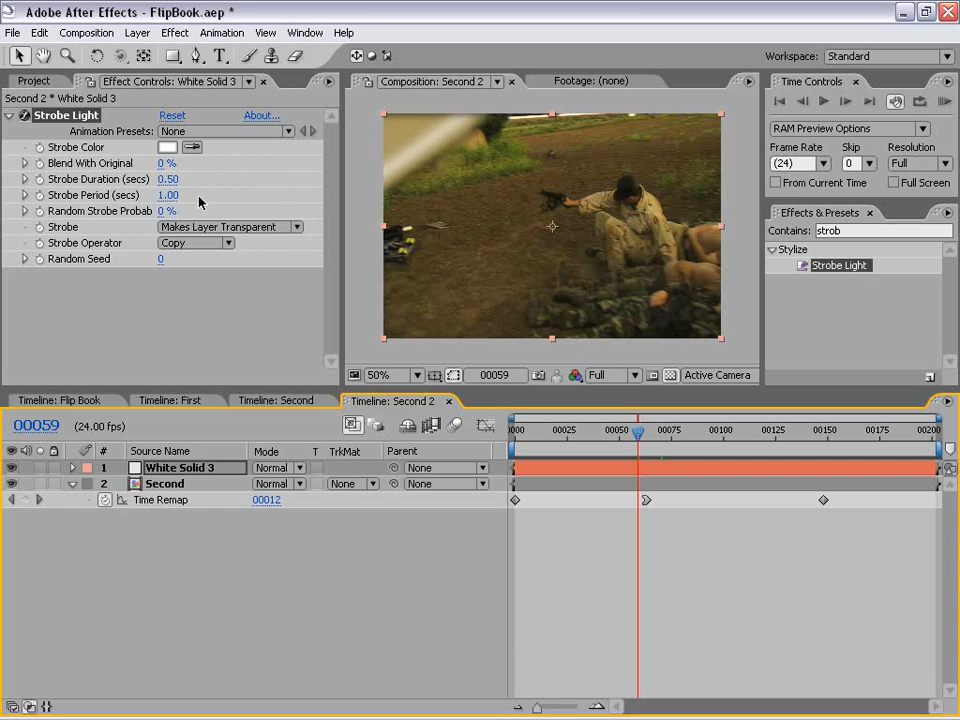 Adobe After Effects - FlipBook.aep *
File Edit Composition Layer Effect Animation View Window Help
Workspace: Standard
Project Effect Controls: White Solid 3
Composition: Second 2 Footage: (none)
Time Controls
Second 2 * White Solid 3
Strobe Light Reset About...
Animation Presets: None
Strobe Color
Blend With Original 0 %
Strobe Duration (secs) 0.50
Strobe Period (secs) 1.00
Random Strobe Probab 0 %
Strobe Makes Layer Transparent
Strobe Operator Copy
Random Seed 0
RAM Preview Options
Frame Rate Skip Resolution
(24) 0 Full
From Current Time Full Screen
Effects & Presets
Contains: strob
Stylize
Strobe Light
50% 00059 Full Active Camera
Timeline: Flip Book Timeline: First Timeline: Second Timeline: Second 2
00059 (24.00 fps)
0000 00025 00050 00075 00100 00125 00150 00175 00200
# Source Name Mode T TrkMat Parent
1 White Solid 3 Normal None
2 Second Normal None None
Time Remap 00012